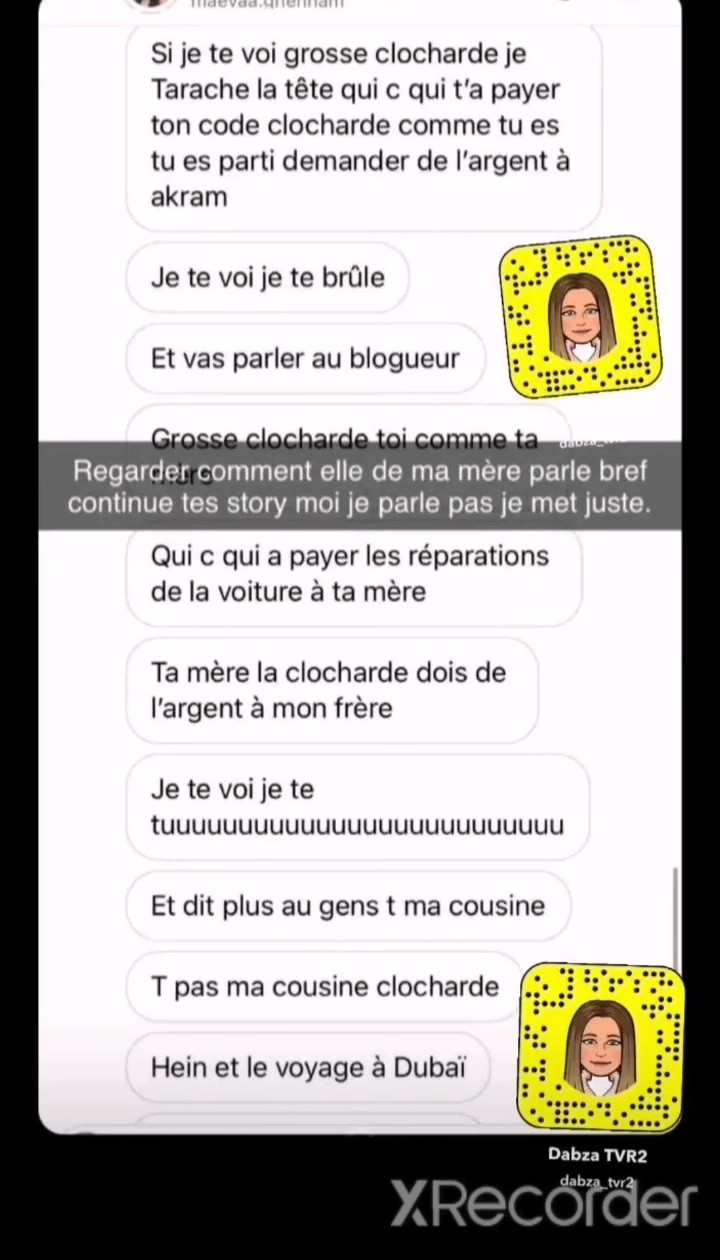 maevaa.ghennam
Si je te voi grosse clocharde je
Tarache la tête qui c qui t'a payer
ton code clocharde comme tu es
tu es parti demander de l'argent à
akram
Je te voi je te brûle
Et vas parler au blogueur
Grosse clocharde toi comme ta
mère
Regarder comment elle de ma mère parle bref
continue tes story moi je parle pas je met juste.
Qui c qui a payer les réparations
de la voiture à ta mère
Ta mère la clocharde dois de
l'argent à mon frère
Je te voi je te
tuuuuuuuuuuuuuuuuuuuuuuuuuu
Et dit plus au gens t ma cousine
T pas ma cousine clocharde
Hein et le voyage à Dubaï
Dabza TVR2
dabza_tvr2
XRecorder